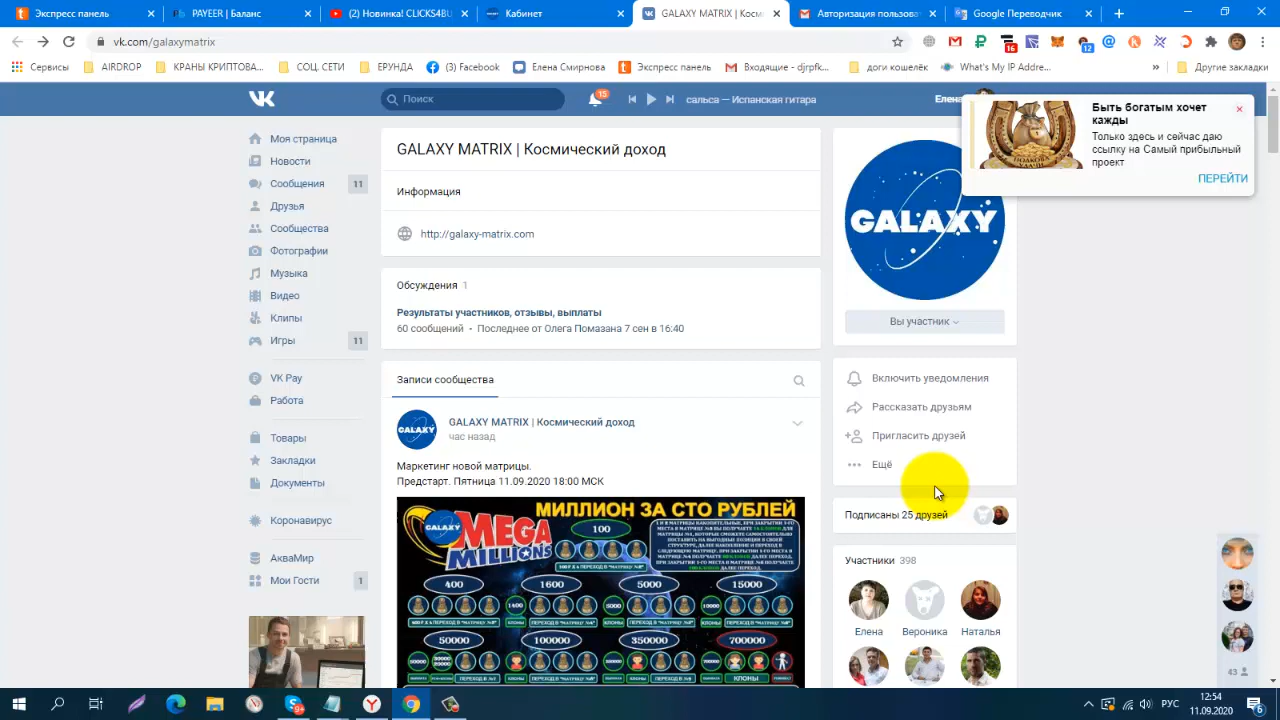 Экспресс панель
PAYEER | Баланс
(2) Новинка! CLICKS4BU
Кабинет
GALAXY MATRIX | Косм
Авторизация пользова
Google Переводчик
vk.com/galaxymatrix
16
12
Сервисы
AIRDROP
КРАНЫ КРИПТОВА...
СОЦ. СЕТИ
ЕРУНДА
(3) Facebook
Елена Смирнова
Экспресс панель
Входящие - djrpfk...
доги кошелёк
What's My IP Addre...
»
Другие закладки
Поиск
15
сальса — Испанская гитара
Елена
Быть богатым хочет
кажды
Только здесь и сейчас даю
ссылку на Самый прибыльный
проект
ПЕРЕЙТИ
Моя страница
Новости
Сообщения 11
Друзья
Сообщества
Фотографии
Музыка
Видео
Клипы
Игры 11
VK Pay
Работа
Товары
Закладки
Документы
Коронавирус
АкваМир
Мои Гости 1
GALAXY MATRIX | Космический доход
Информация
http://galaxy-matrix.com
Обсуждения 1
Результаты участников, отзывы, выплаты
60 сообщений • Последнее от Олега Помазана 7 сен в 16:40
Записи сообщества
GALAXY MATRIX | Космический доход
час назад
Маркетинг новой матрицы.
Предстарт. Пятница 11.09.2020 18:00 МСК
МИЛЛИОН ЗА СТО РУБЛЕЙ
GALAXY
MEGA
MILLIONS
100
400
1600
5000
15000
50000
100000
350000
700000
КЛОНЫ
GALAXY
Вы участник
Включить уведомления
Рассказать друзьям
Пригласить друзей
Ещё
Подписаны 25 друзей
Участники 398
Елена
Вероника
Наталья
43
РУС
12:54
11.09.2020
6